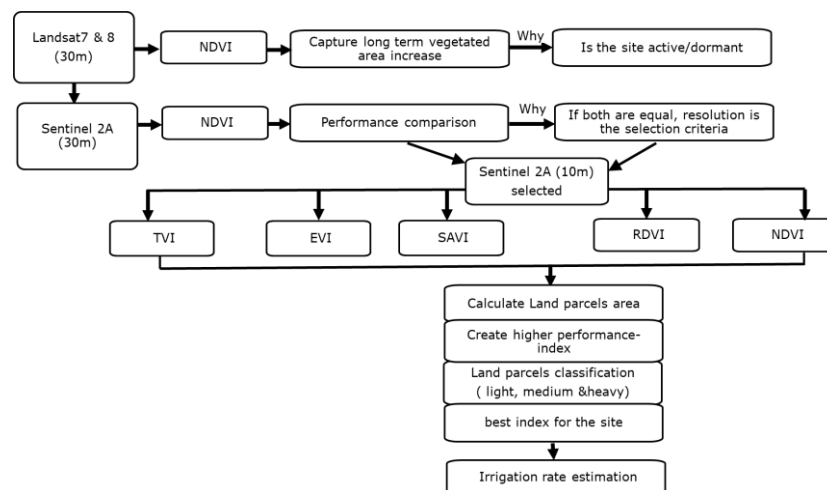 Landsat7 & 8
(30m)
NDVI
Capture long term vegetated
area increase
Why
Is the site active/dormant
Sentinel 2A
(30m)
NDVI
Performance comparison
Why
If both are equal, resolution is
the selection criteria
Sentinel 2A (10m)
selected
TVI
EVI
SAVI
RDVI
NDVI
Calculate Land parcels area
Create higher performance-
index
Land parcels classification
( light, medium &heavy)
best index for the site
Irrigation rate estimation